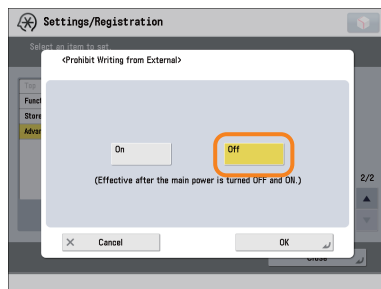 Settings/Registration
Select an item to set.
<Prohibit Writing from External>
Top
Funct
Store
Advan
On
Off
(Effective after the main power is turned OFF and ON.)
2/2
Cancel
OK
Close